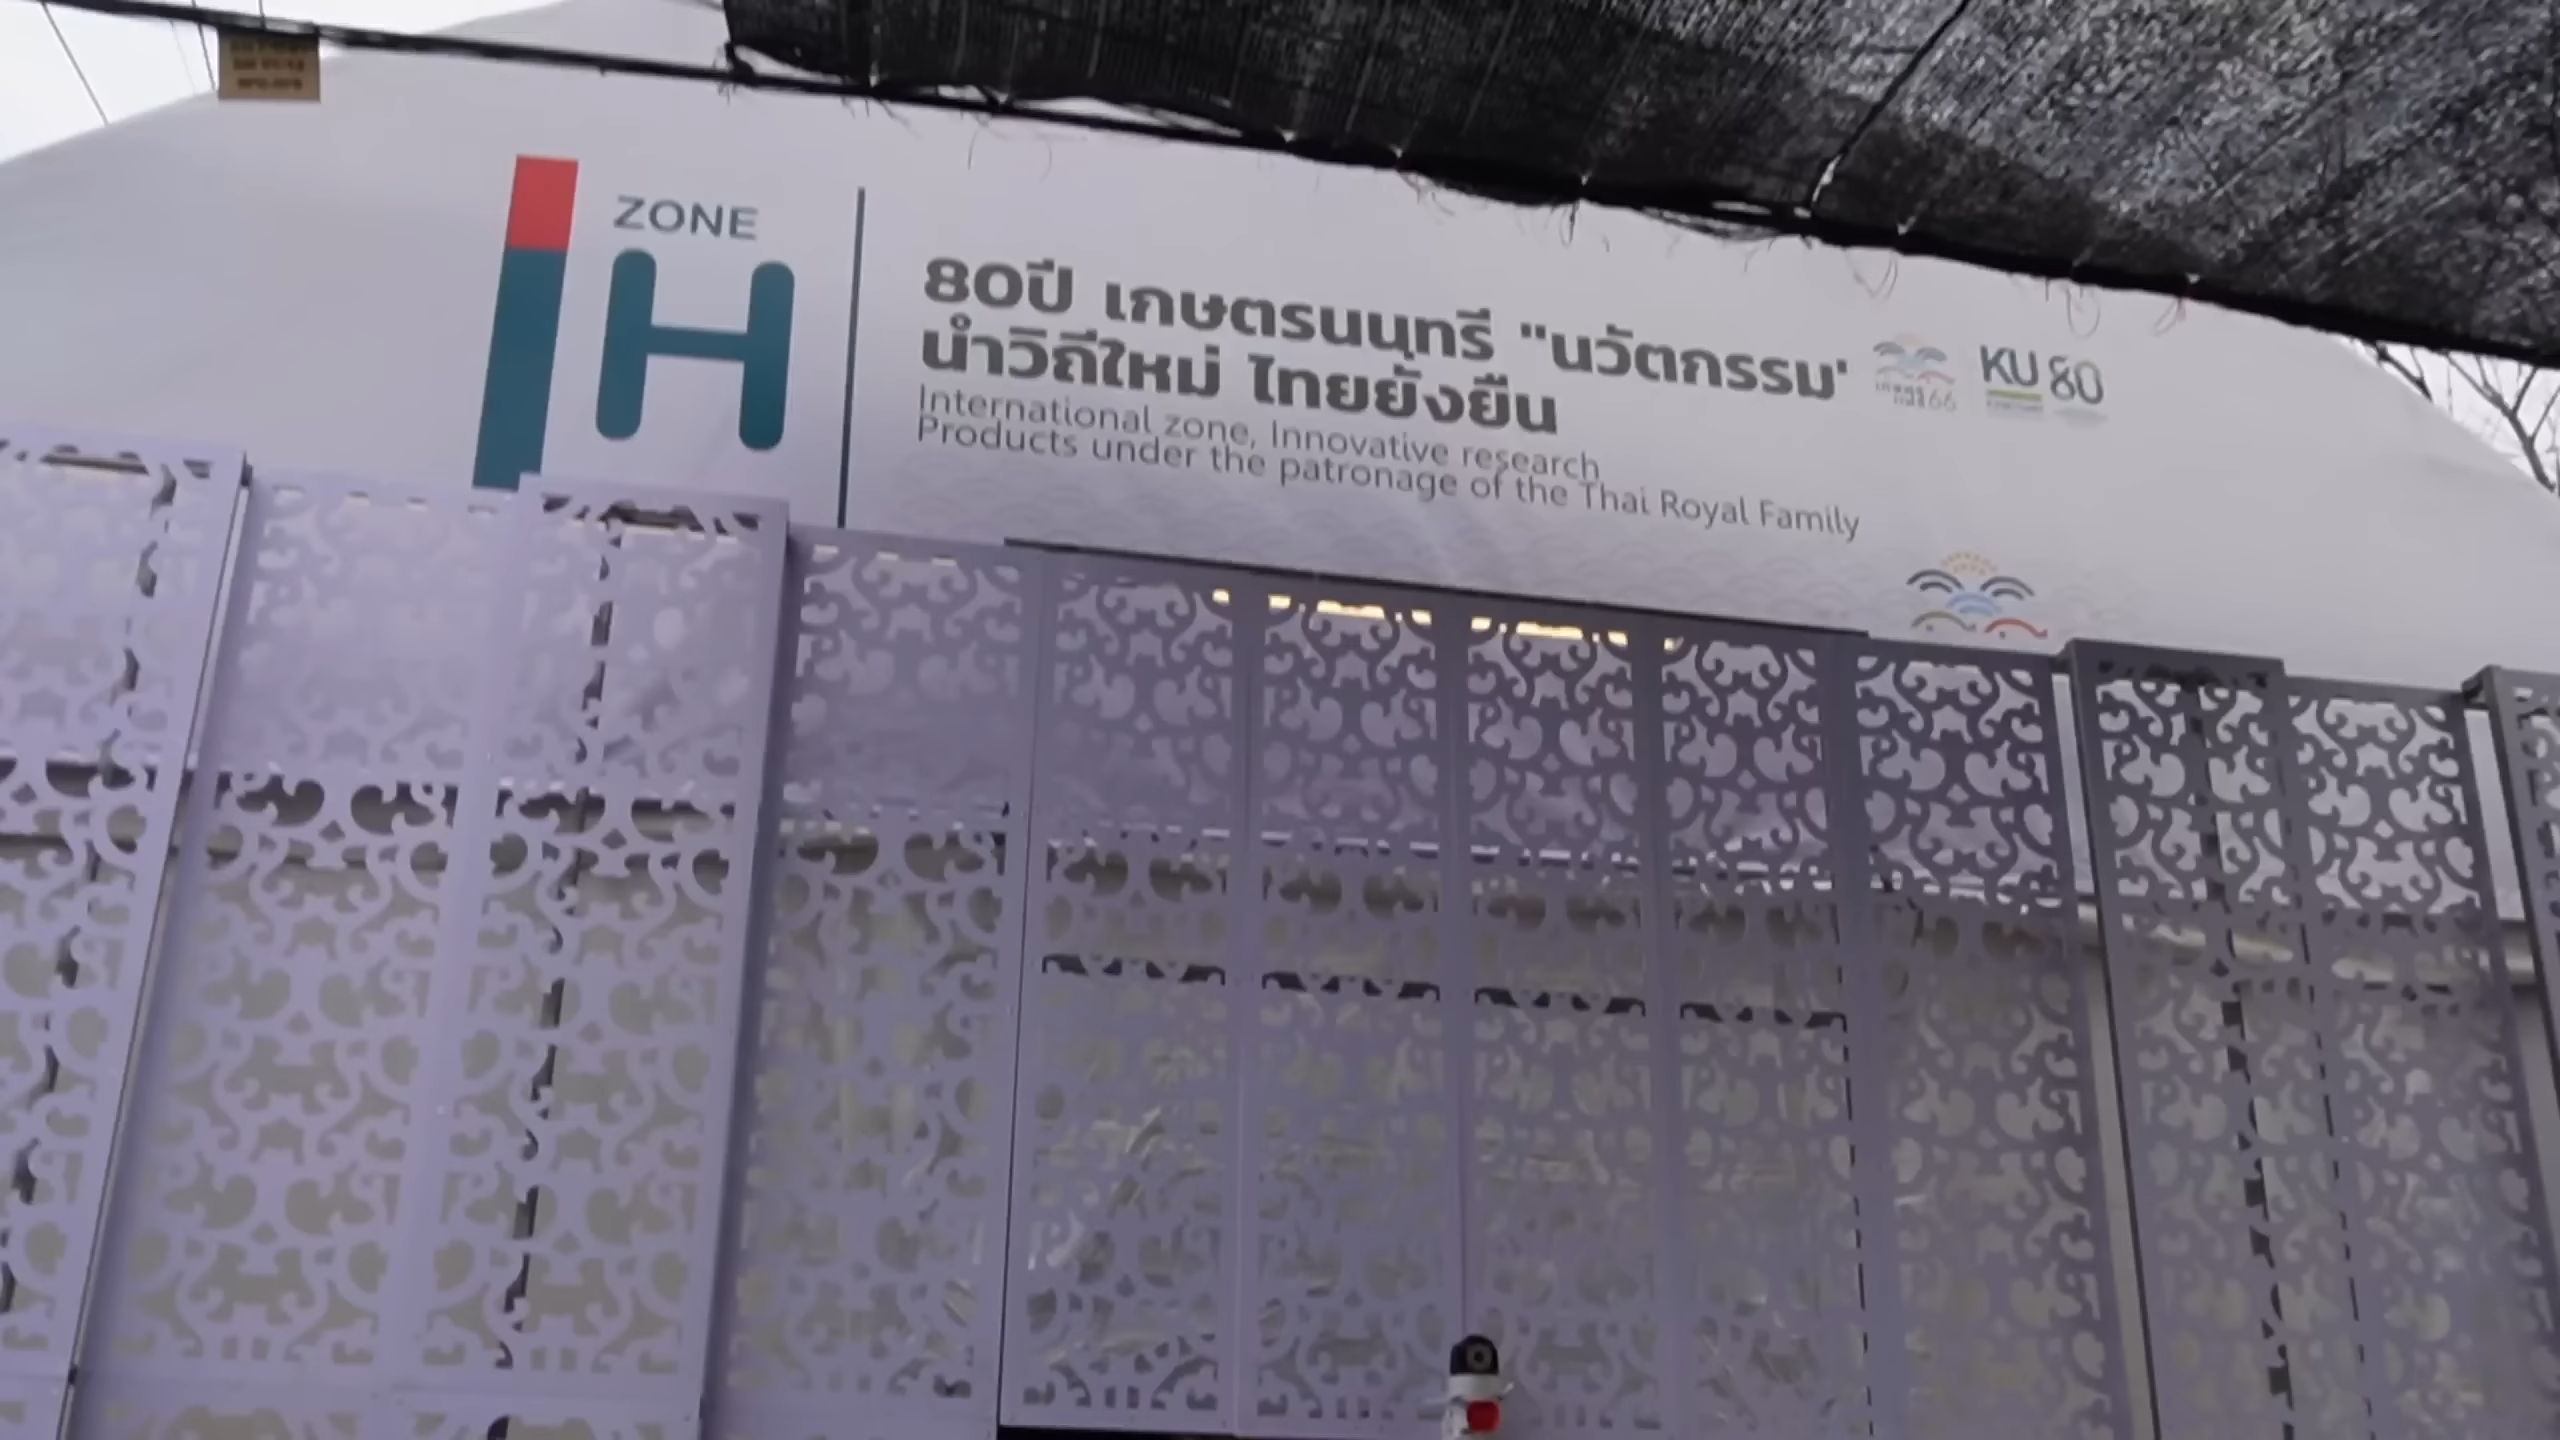 ZONE
H
80ปี เกษตรนนทรี "นวัตกรรม"
นำวิถีใหม่ ไทยยั่งยืน
International zone, Innovative research
Products under the patronage of the Thai Royal Family
KU 80
66